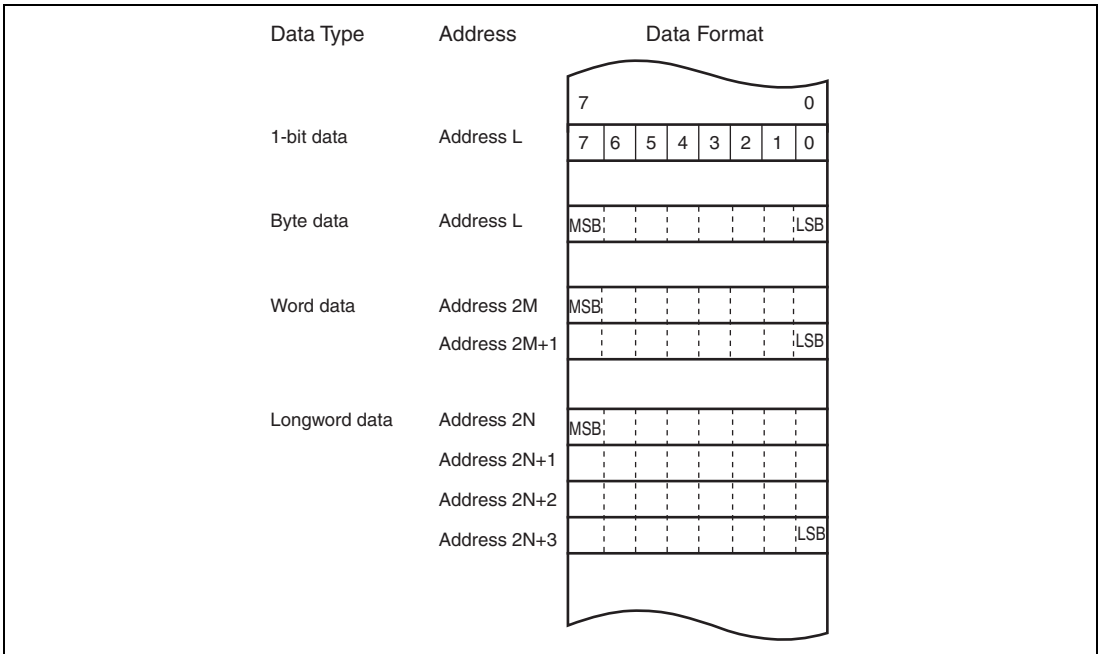 Data Type Address Data Format
7 0
1-bit data Address L 7 6 5 4 3 2 1 0
Byte data Address L MSB LSB
Word data Address 2M MSB
Address 2M+1 LSB
Longword data Address 2N MSB
Address 2N+1
Address 2N+2
Address 2N+3 LSB